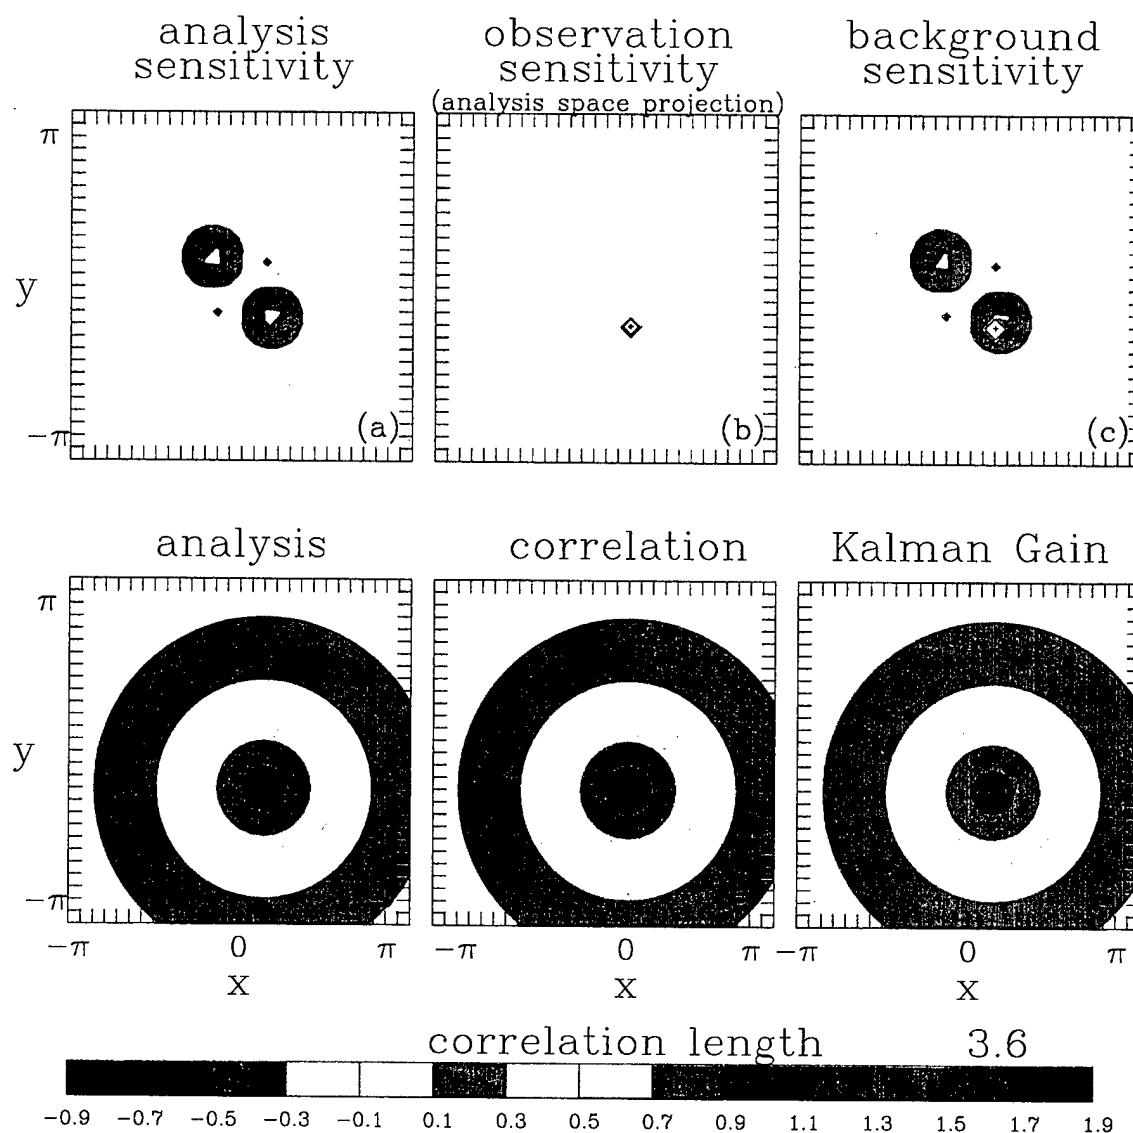 analysis sensitivity
observation sensitivity
(analysis space projection)
background sensitivity
π
y
−π
(a)
(b)
(c)
analysis
correlation
Kalman Gain
π
y
−π
−π 0 π
−π 0 π
−π 0 π
x
x
x
correlation length 3.6
−0.9 −0.7 −0.5 −0.3 −0.1 0.1 0.3 0.5 0.7 0.9 1.1 1.3 1.5 1.7 1.9